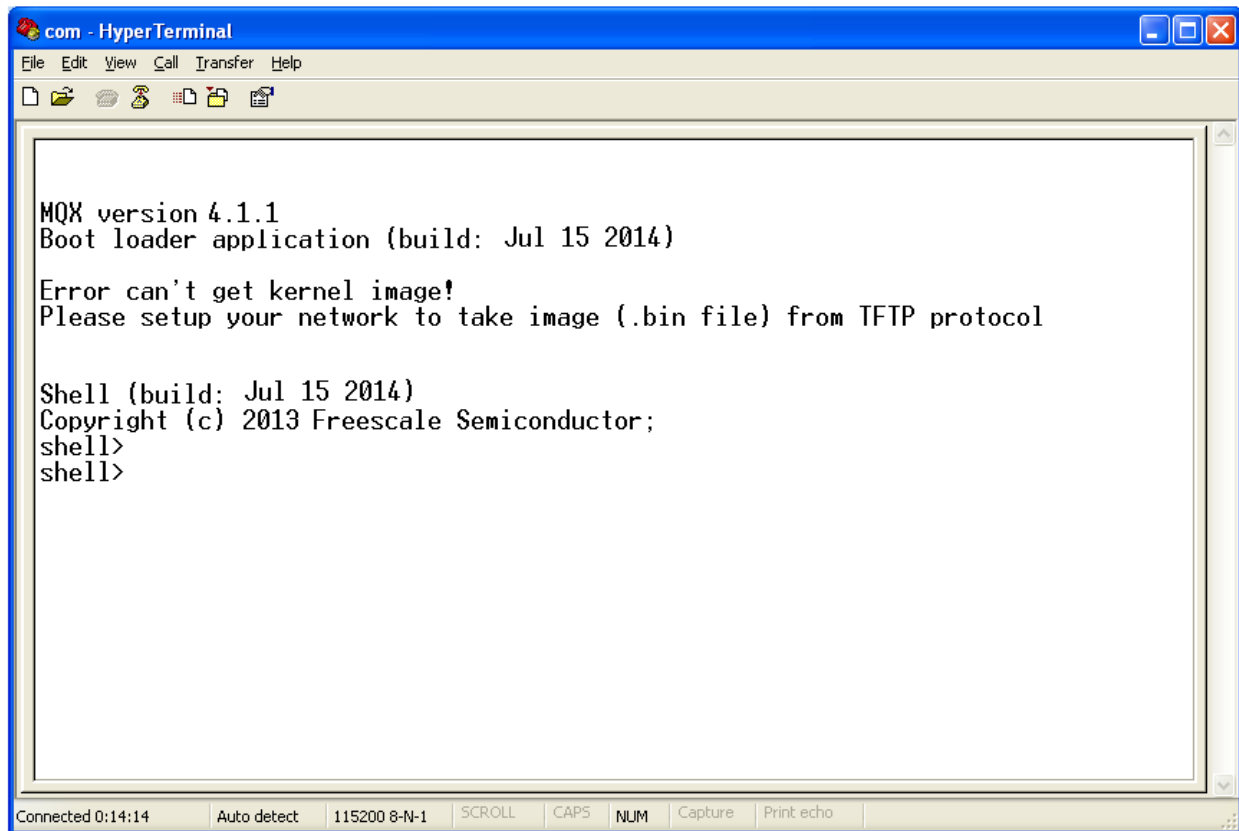 com - HyperTerminal
File Edit View Call Transfer Help
MQX version 4.1.1
Boot loader application (build: Jul 15 2014)
Error can't get kernel image!
Please setup your network to take image (.bin file) from TFTP protocol
Shell (build: Jul 15 2014)
Copyright (c) 2013 Freescale Semiconductor;
shell>
shell>
Connected 0:14:14 Auto detect 115200 8-N-1 SCROLL CAPS NUM Capture Print echo